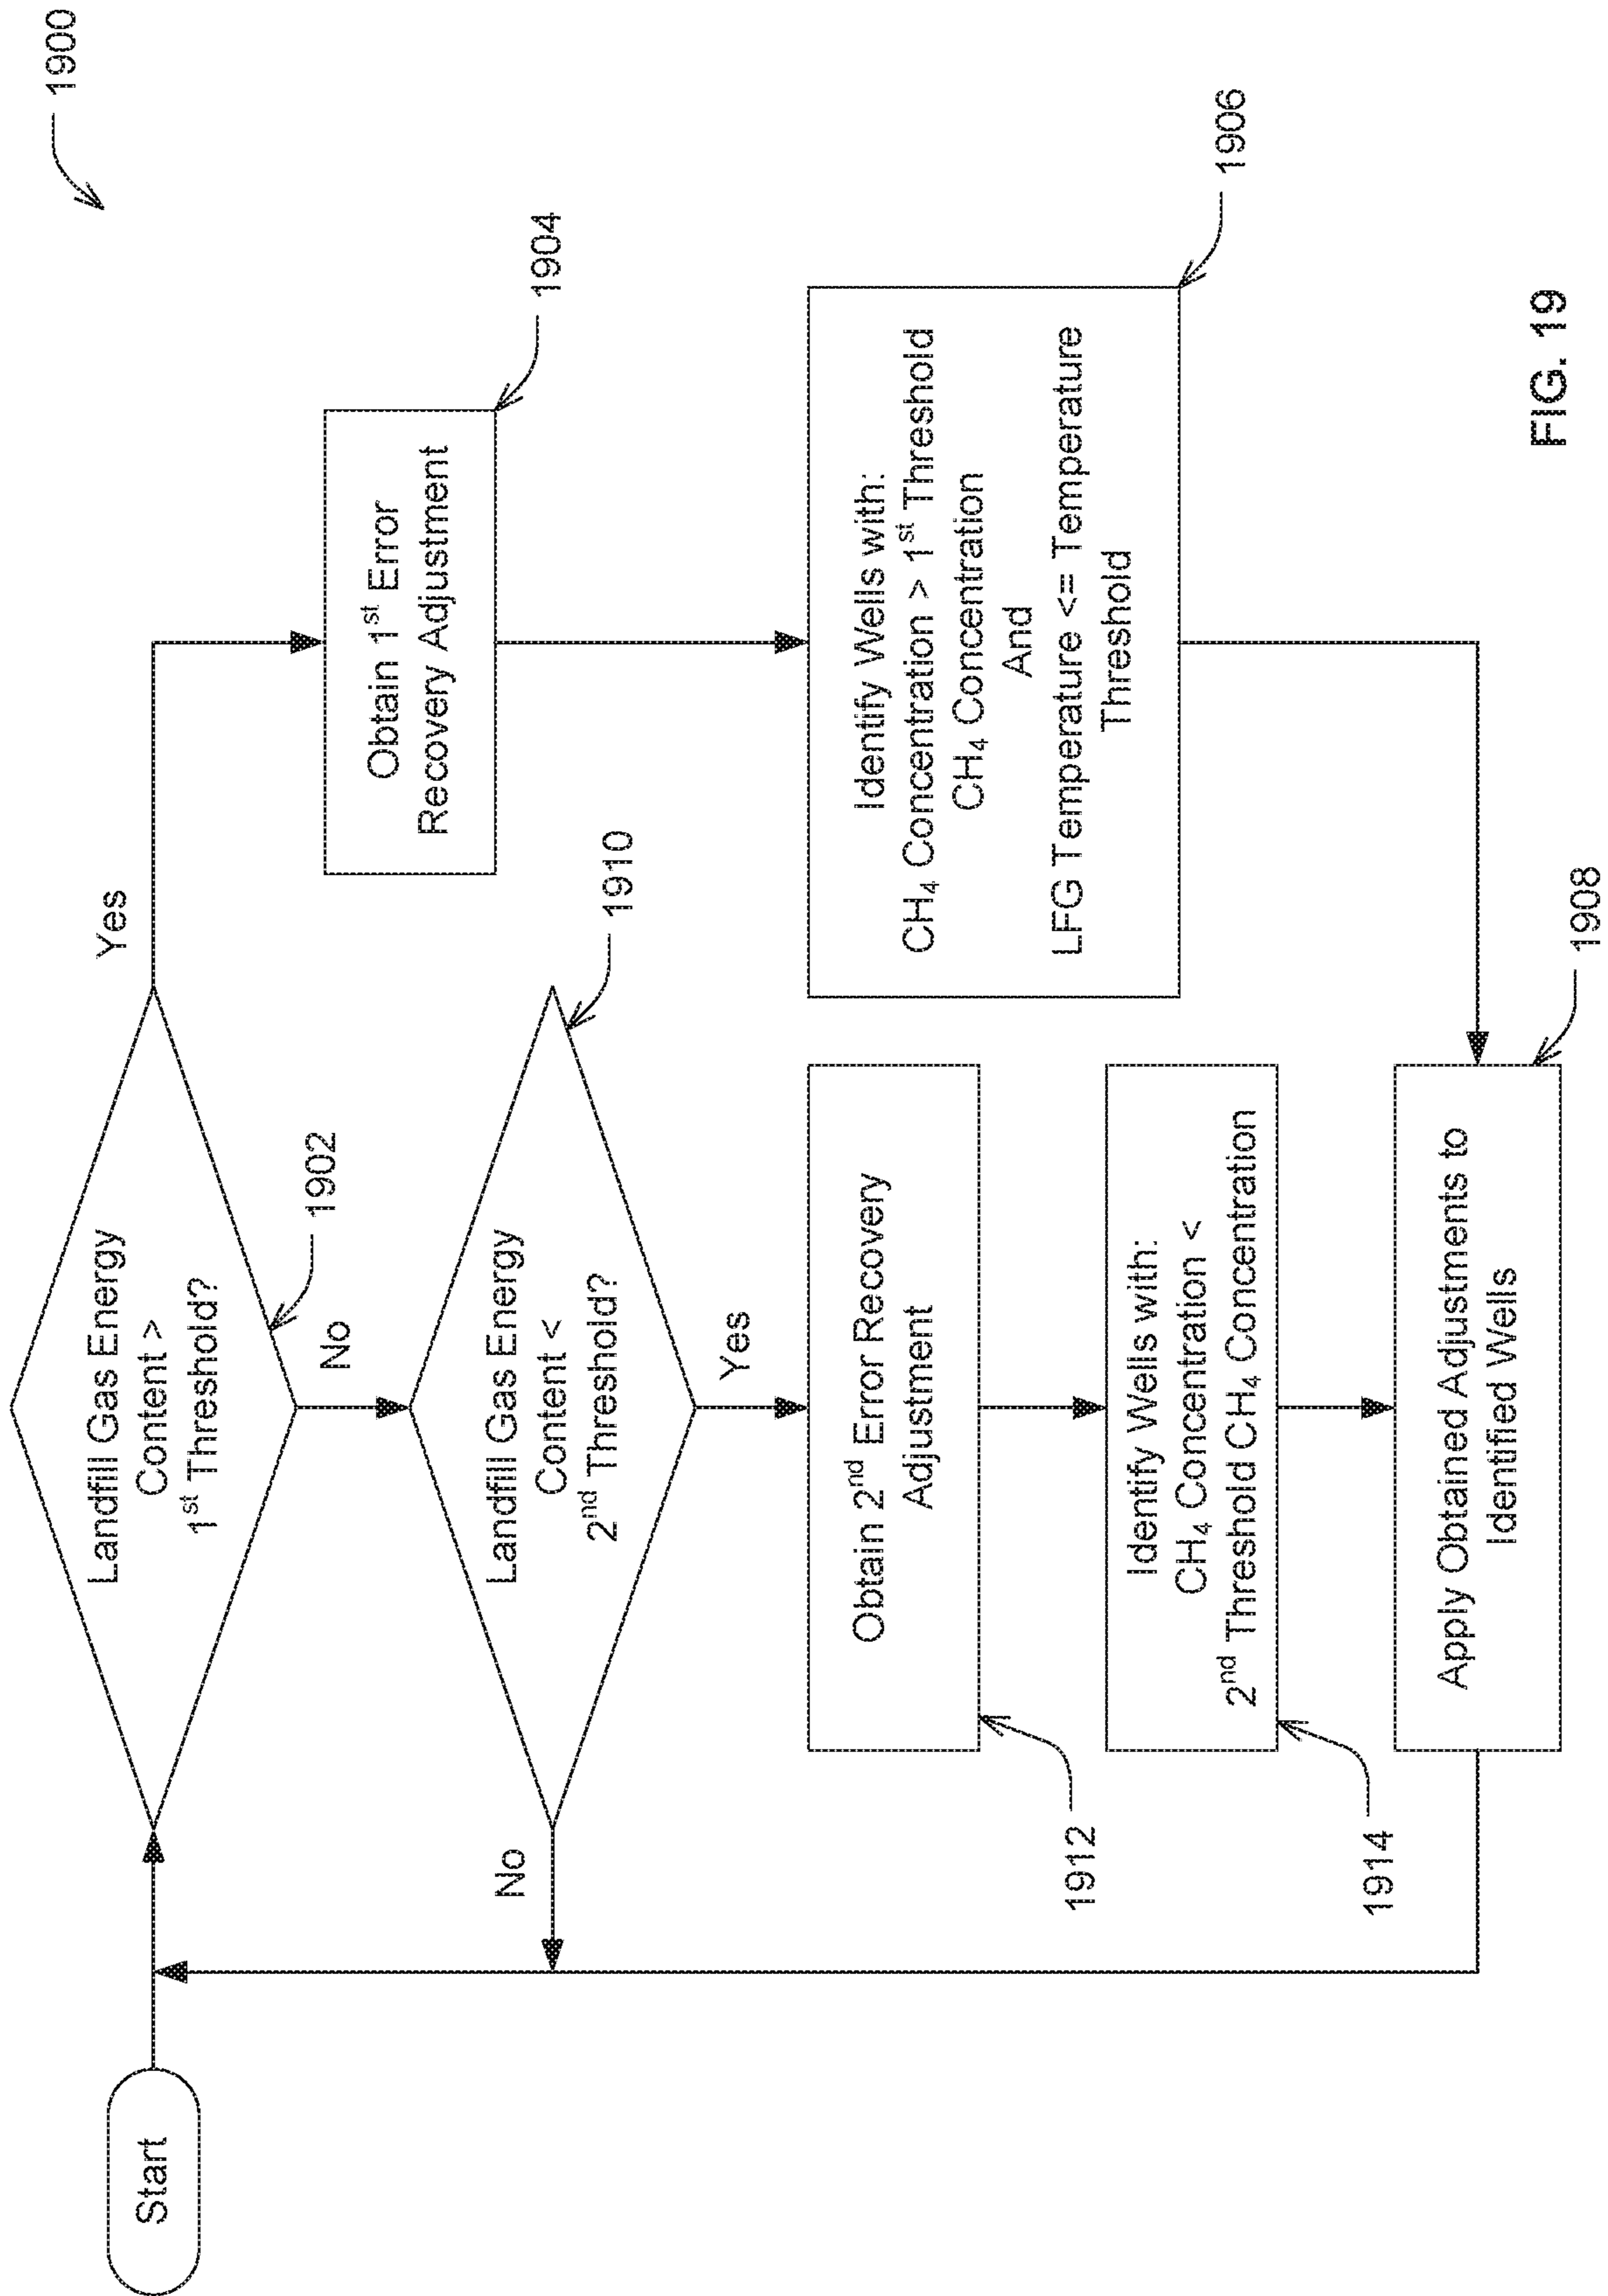 1900
Start
Landfill Gas Energy
Content >
1st Threshold?
1902
Yes
No
1904
Obtain 1st Error
Recovery Adjustment
Landfill Gas Energy
Content <
2nd Threshold?
1910
No
Yes
1906
Identify Wells with:
CH₄ Concentration > 1st Threshold
CH₄ Concentration
And
LFG Temperature <= Temperature
Threshold
Obtain 2nd Error Recovery
Adjustment
1912
Identify Wells with:
CH₄ Concentration <
2nd Threshold CH₄ Concentration
1914
Apply Obtained Adjustments to
Identified Wells
1908
FIG. 19